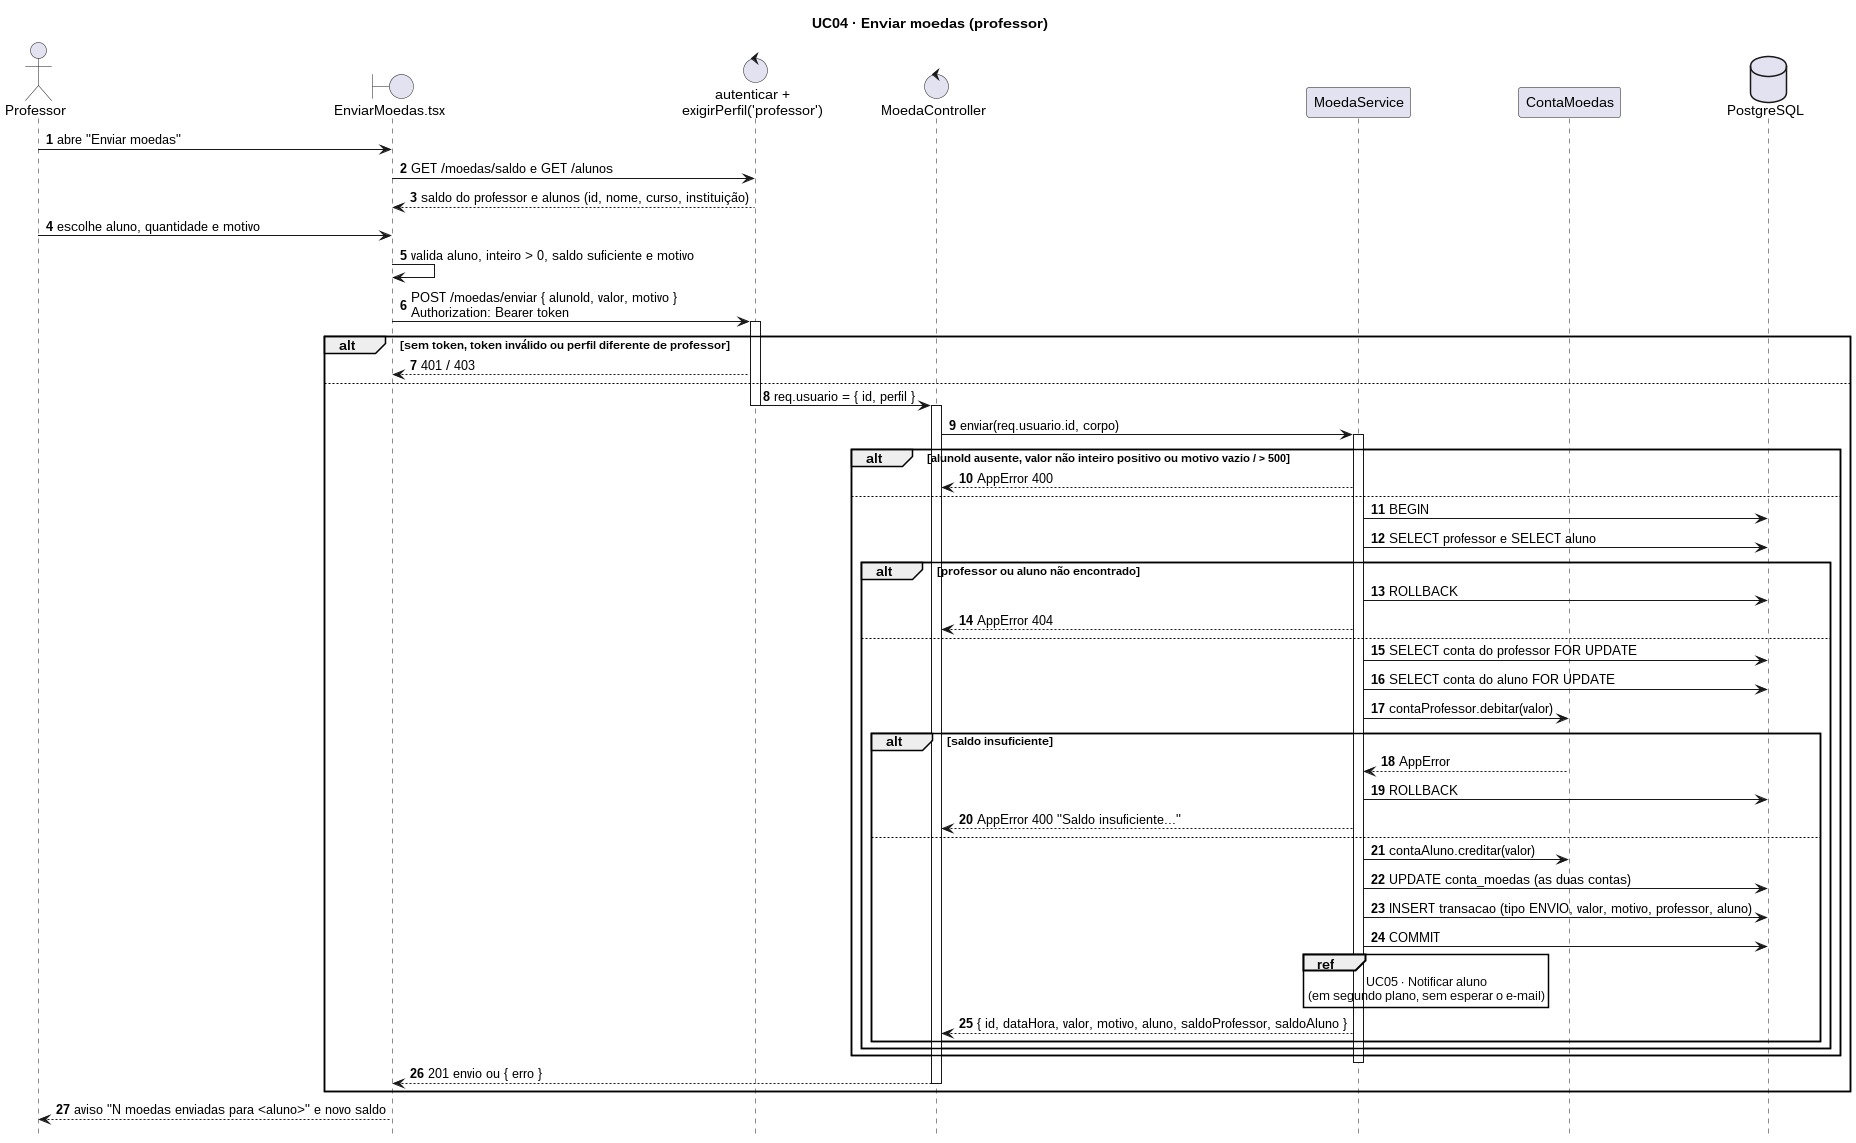 UC04 · Enviar moedas (professor)
Professor
EnviarMoedas.tsx
autenticar +
exigirPerfil('professor')
MoedaController
MoedaService
ContaMoedas
PostgreSQL
1 abre "Enviar moedas"
2 GET /moedas/saldo e GET /alunos
3 saldo do professor e alunos (id, nome, curso, instituição)
4 escolhe aluno, quantidade e motivo
5 valida aluno, inteiro > 0, saldo suficiente e motivo
6 POST /moedas/enviar { alunoId, valor, motivo }
Authorization: Bearer token
alt [sem token, token inválido ou perfil diferente de professor]
7 401 / 403
8 req.usuario = { id, perfil }
9 enviar(req.usuario.id, corpo)
alt [alunoId ausente, valor não inteiro positivo ou motivo vazio / > 500]
10 AppError 400
11 BEGIN
12 SELECT professor e SELECT aluno
alt [professor ou aluno não encontrado]
13 ROLLBACK
14 AppError 404
15 SELECT conta do professor FOR UPDATE
16 SELECT conta do aluno FOR UPDATE
17 contaProfessor.debitar(valor)
alt [saldo insuficiente]
18 AppError
19 ROLLBACK
20 AppError 400 "Saldo insuficiente..."
21 contaAluno.creditar(valor)
22 UPDATE conta_moedas (as duas contas)
23 INSERT transacao (tipo ENVIO, valor, motivo, professor, aluno)
24 COMMIT
ref
UC05 · Notificar aluno
(em segundo plano, sem esperar o e-mail)
25 { id, dataHora, valor, motivo, aluno, saldoProfessor, saldoAluno }
26 201 envio ou { erro }
27 aviso "N moedas enviadas para <aluno>" e novo saldo